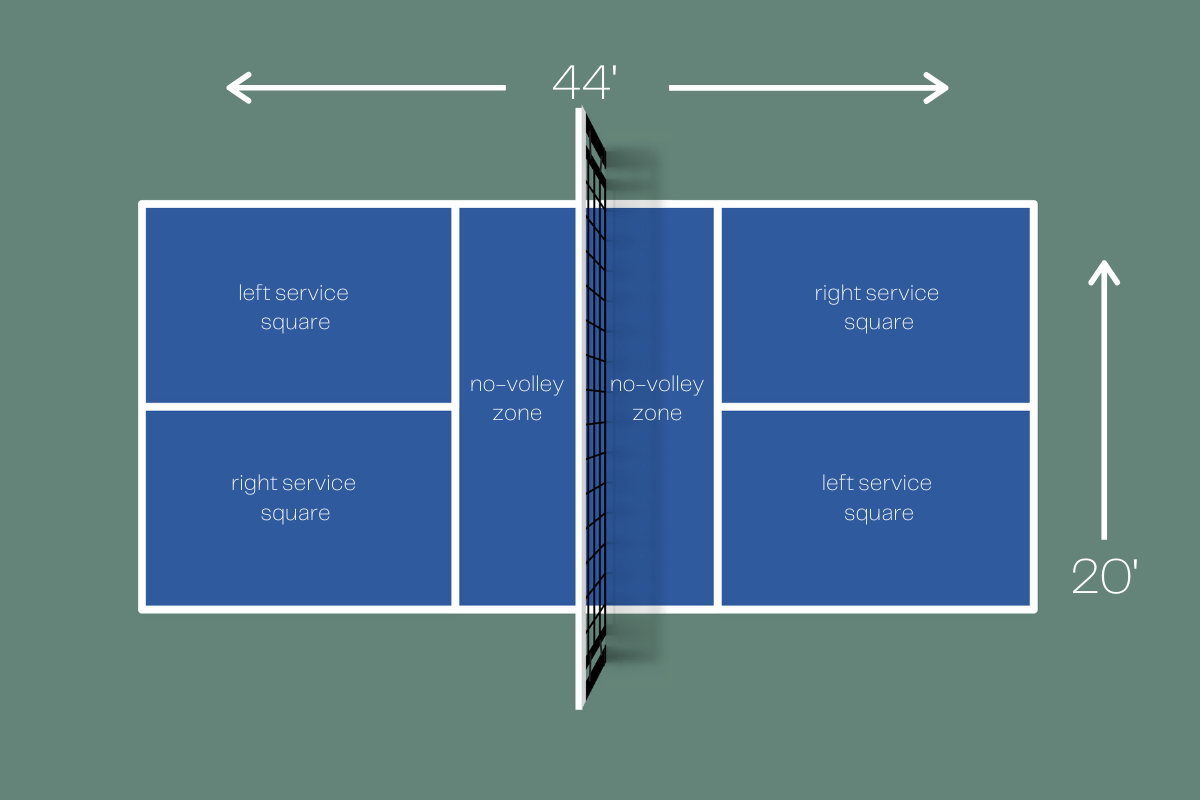 44'
left service
square
right service
square
no-volley
zone
no-volley
zone
right service
square
left service
square
20'